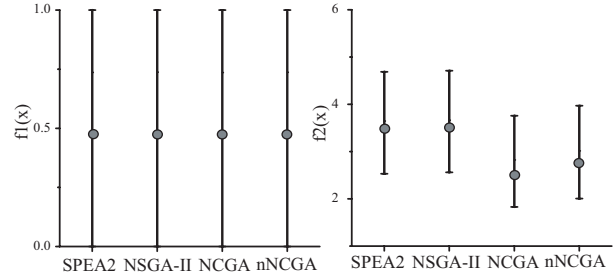 f1(x)
1.0
0.5
0.0
SPEA2 NSGA-II NCGA nNCGA
f2(x)
6
4
2
SPEA2 NSGA-II NCGA nNCGA